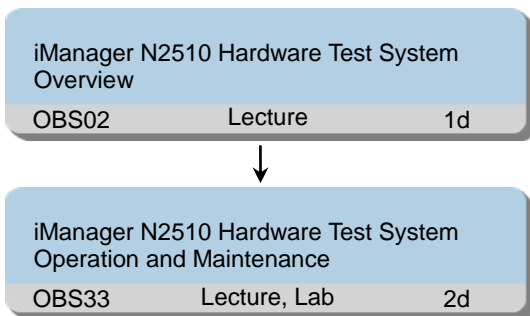 iManager N2510 Hardware Test System
Overview
OBS02 Lecture 1d
iManager N2510 Hardware Test System
Operation and Maintenance
OBS33 Lecture, Lab 2d